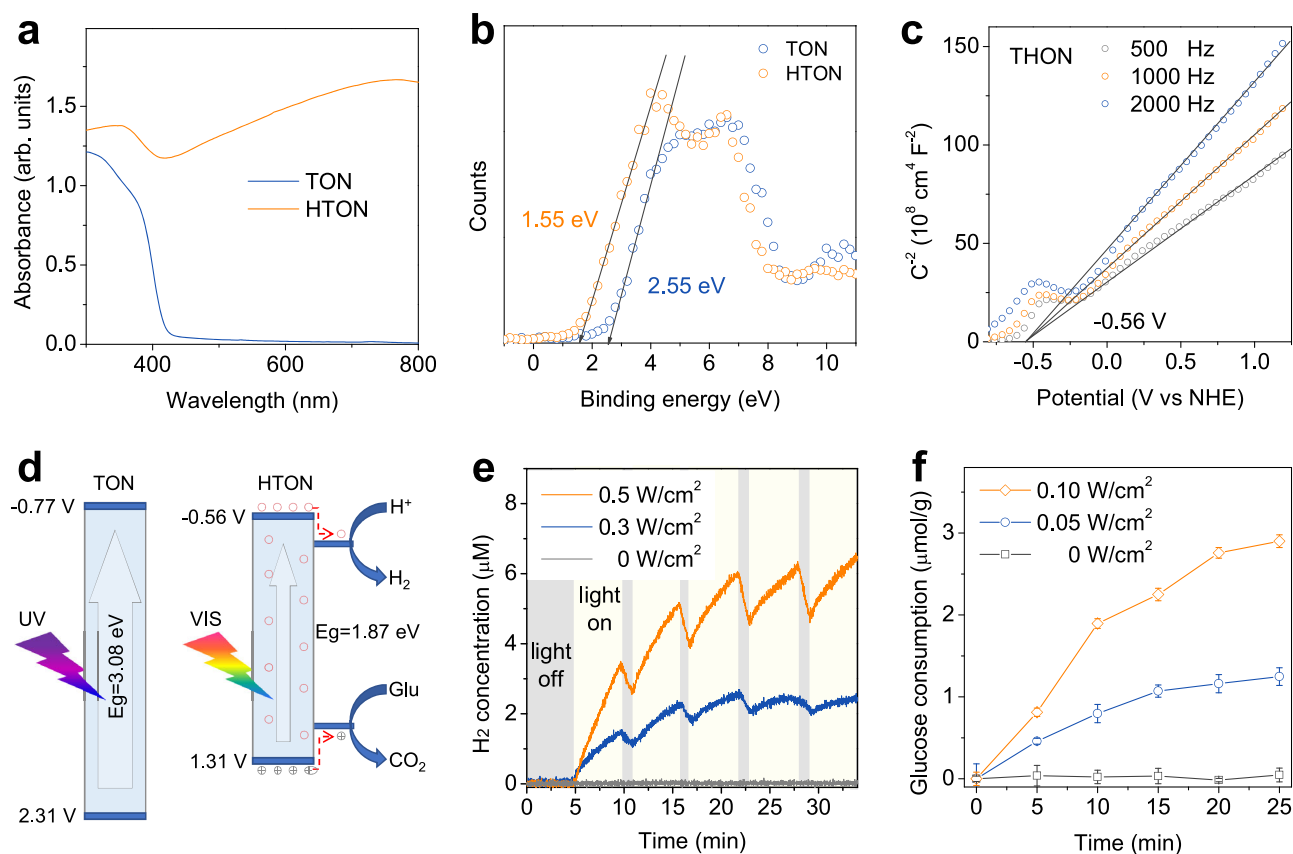 a
Absorbance (arb. units)
1.5
1.0
0.5
0.0
TON
HTON
400
600
800
Wavelength (nm)
b
Counts
TON
HTON
1.55 eV
2.55 eV
0
2
4
6
8
10
Binding energy (eV)
c
C⁻² (10⁸ cm⁴ F⁻²)
150
100
50
0
THON
500 Hz
1000 Hz
2000 Hz
-0.56 V
-0.5
0.0
0.5
1.0
Potential (V vs NHE)
d
TON
HTON
-0.77 V
-0.56 V
H⁺
H₂
UV
Eg=3.08 eV
VIS
Eg=1.87 eV
Glu
CO₂
1.31 V
2.31 V
e
H2 concentration (μM)
8
6
4
2
0
0.5 W/cm²
0.3 W/cm²
0 W/cm²
light
on
light
off
0
5
10
15
20
25
30
Time (min)
f
Glucose consumption (μmol/g)
3
2
1
0
0.10 W/cm²
0.05 W/cm²
0 W/cm²
0
5
10
15
20
25
Time (min)